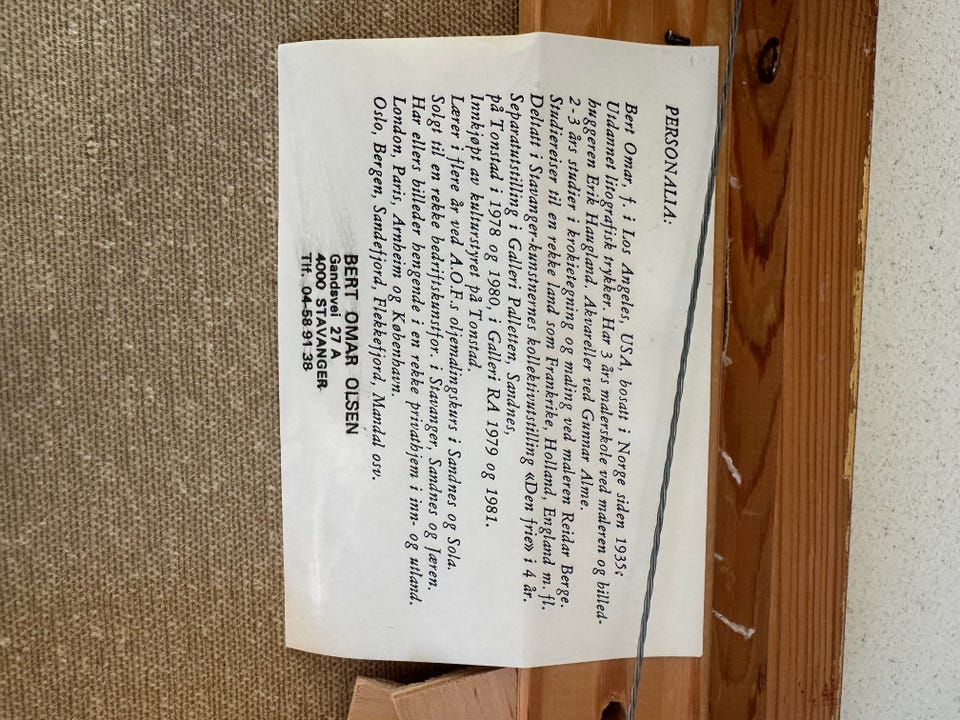 PERSONALIA:
Bert Omar, f. i Los Angeles, USA, bosatt i Norge siden 1935.
Utdannet litografisk trykker. Har 3 års malerskole ved maleren og billed-
huggeren Erik Haugland. Akvareller ved Gunnar Alme.
2-3 års studier i krokietegning og maling ved maleren Reidar Berge.
Studiereiser til en rekke land som Frankrike, Holland, England m. fl.
Deltatt i Stavanger-kunstnernes kollektivutstilling «Den frie» i 4 år.
Separatutstilling i Galleri Palletten, Sandnes,
på Tonstad i 1978 og 1980, i Galleri RA 1979 og 1981.
Innkjøpt av kulturstyret på Tonstad.
Lærer i flere år ved A.O.F.s oljemalingskurs i Sandnes og Sola.
Solgt til en rekke bedriftskunstfor. i Stavanger, Sandnes og Jæren.
Har ellers billeder hengende i en rekke privathjem i inn- og utland.
London, Paris, Arnheim og København.
Oslo, Bergen, Sandefjord, Flekkefjord, Mandal osv.
BERT OMAR OLSEN
Gandsvei 27 A
4000 STAVANGER
Tlf. 04-58 91 38